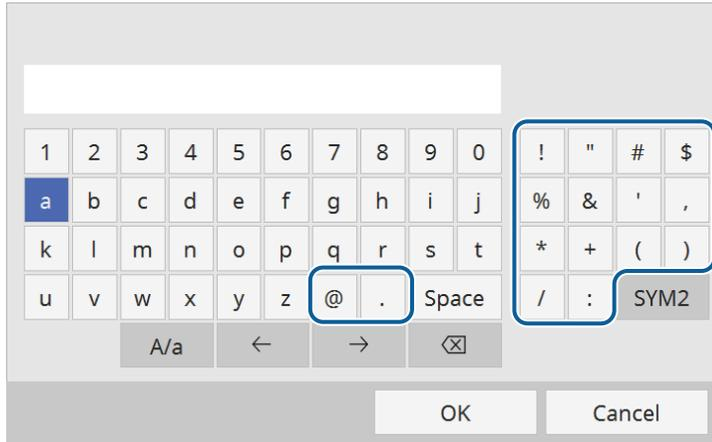 1 2 3 4 5 6 7 8 9 0 ! " # $
a b c d e f g h i j % & ' ,
k l m n o p q r s t * + ( )
u v w x y z @ . Space / : SYM2
A/a ← → ⌫
OK Cancel